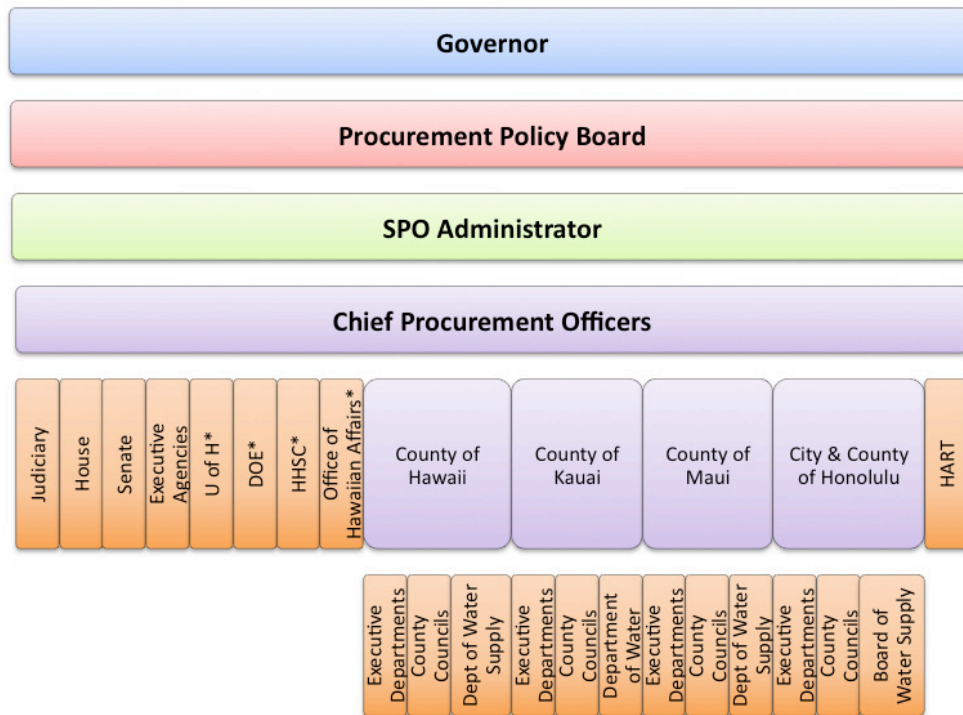 Governor
Procurement Policy Board
SPO Administrator
Chief Procurement Officers
Judiciary
House
Senate
Executive
Agencies
U of H*
DOE*
HHSC*
Office of
Hawaiian Affairs*
County of
Hawaii
County of
Kauai
County of
Maui
City & County
of Honolulu
HART
Executive
Departments
County
Councils
Dept of Water
Supply
Executive
Departments
County
Councils
Department
of Water
Executive
Departments
County
Councils
Dept of Water
Supply
Executive
Departments
County
Councils
Board of
Water Supply